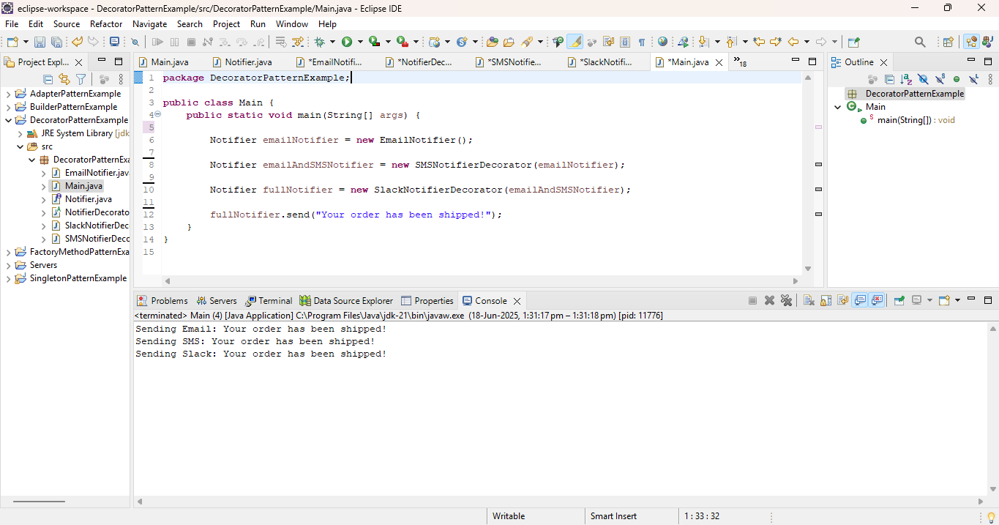 eclipse-workspace - DecoratorPatternExample/src/DecoratorPatternExample/Main.java - Eclipse IDE
File Edit Source Refactor Navigate Search Project Run Window Help
Project Expl...
Main.java Notifier.java *EmailNotifi... *NotifierDec... *SMSNotifie... *SlackNotifi... *Main.java »18
Outline
AdapterPatternExample
BuilderPatternExample
DecoratorPatternExample
JRE System Library [jdk
src
DecoratorPatternExa
EmailNotifier.jav
Main.java
Notifier.java
NotifierDecorato
SlackNotifierDec
SMSNotifierDeco
FactoryMethodPatternExa
Servers
SingletonPatternExample
1 package DecoratorPatternExample;
2
3 public class Main {
4 public static void main(String[] args) {
5
6 Notifier emailNotifier = new EmailNotifier();
7
8 Notifier emailAndSMSNotifier = new SMSNotifierDecorator(emailNotifier);
9
10 Notifier fullNotifier = new SlackNotifierDecorator(emailAndSMSNotifier);
11
12 fullNotifier.send("Your order has been shipped!");
13 }
14 }
15
DecoratorPatternExample
Main
S main(String[]) : void
Problems Servers Terminal Data Source Explorer Properties Console
<terminated> Main (4) [Java Application] C:\Program Files\Java\jdk-21\bin\javaw.exe (18-Jun-2025, 1:31:17 pm – 1:31:18 pm) [pid: 11776]
Sending Email: Your order has been shipped!
Sending SMS: Your order has been shipped!
Sending Slack: Your order has been shipped!
Writable Smart Insert 1 : 33 : 32